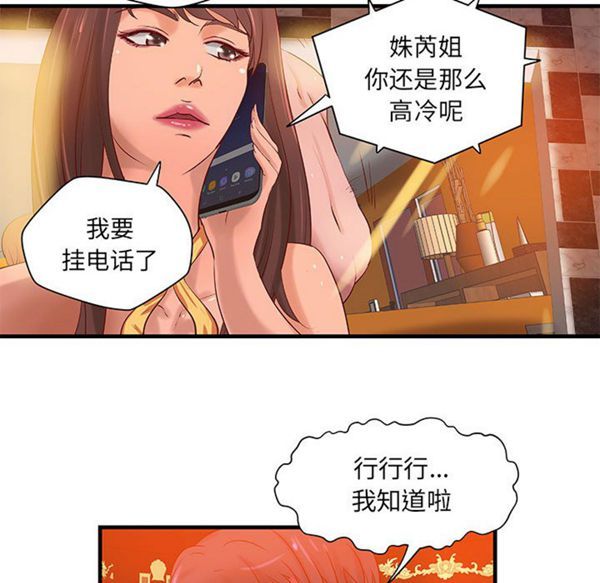 姝芮姐
你还是那么
高冷呢
我要
挂电话了
行行行...
我知道啦